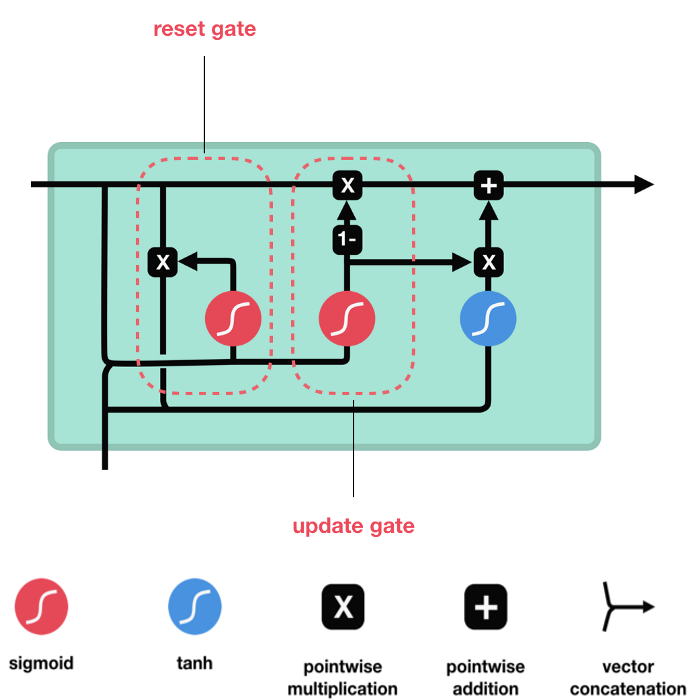 reset gate
X
+
1-
X
X
update gate
X
+
sigmoid
tanh
pointwise
multiplication
pointwise
addition
vector
concatenation